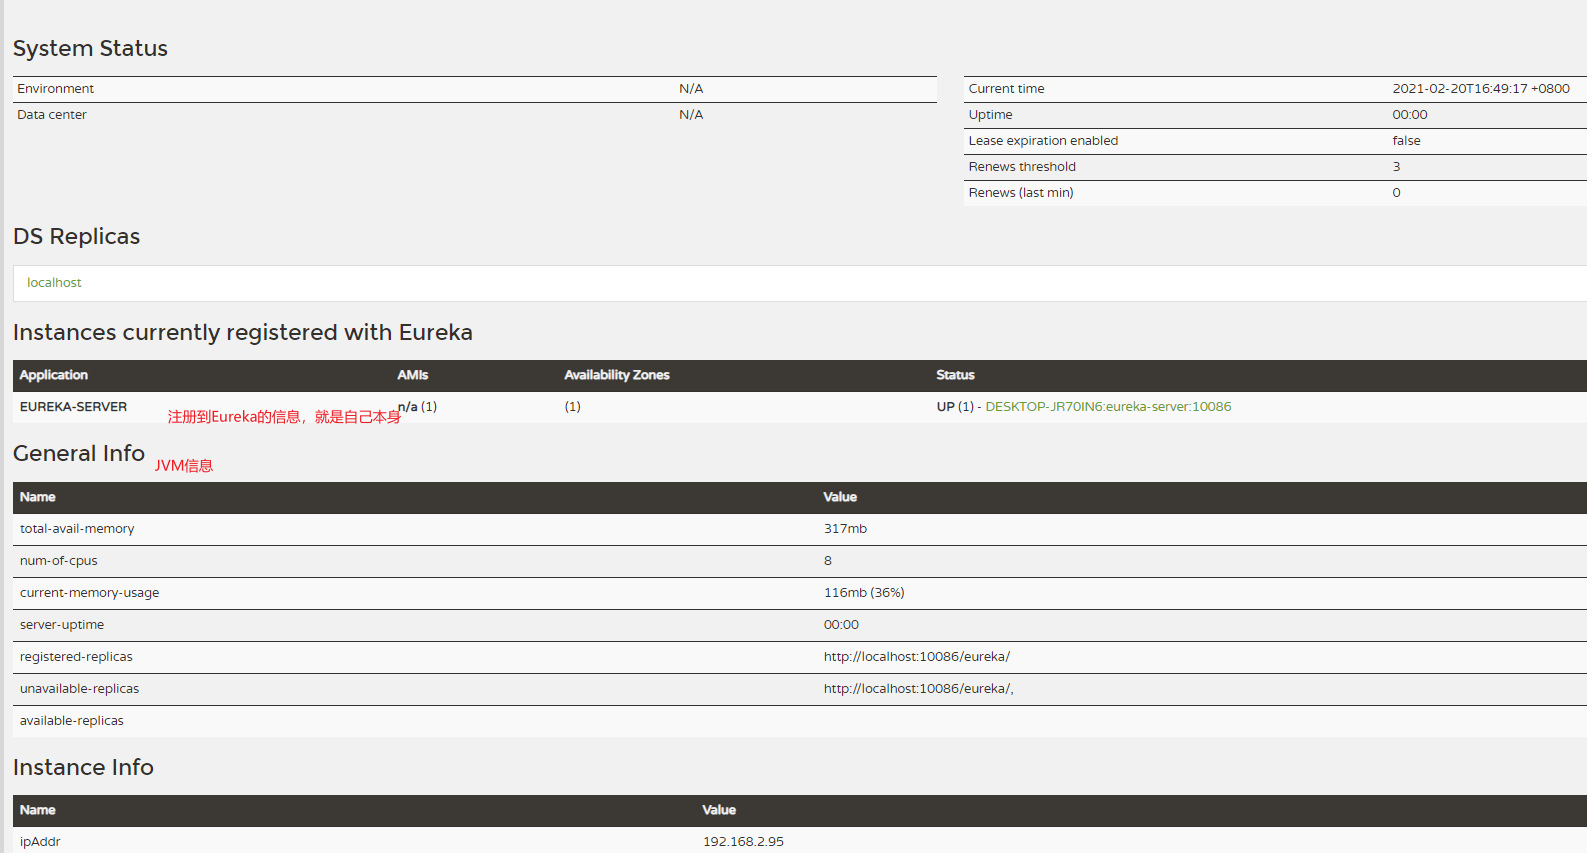 System Status
Environment N/A
Data center N/A
Current time 2021-02-20T16:49:17 +0800
Uptime 00:00
Lease expiration enabled false
Renews threshold 3
Renews (last min) 0
DS Replicas
localhost
Instances currently registered with Eureka
Application AMIs Availability Zones Status
EUREKA-SERVER n/a (1) (1) UP (1) - DESKTOP-JR70IN6:eureka-server:10086
注册到Eureka的信息，就是自己本身
General Info
JVM信息
Name Value
total-avail-memory 317mb
num-of-cpus 8
current-memory-usage 116mb (36%)
server-uptime 00:00
registered-replicas http://localhost:10086/eureka/
unavailable-replicas http://localhost:10086/eureka/,
available-replicas
Instance Info
Name Value
ipAddr 192.168.2.95